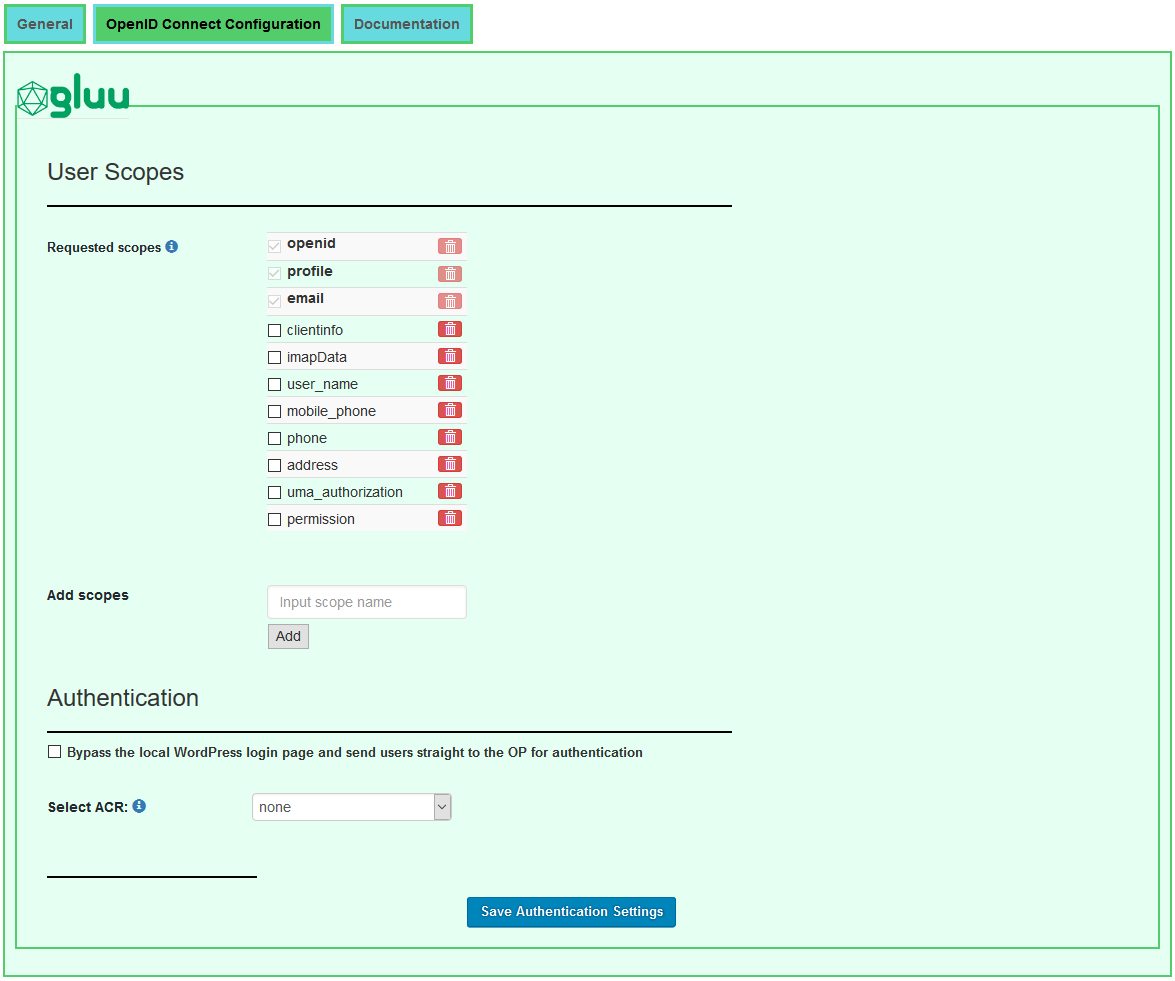 General OpenID Connect Configuration Documentation
gluu
User Scopes
Requested scopes
openid
profile
email
clientinfo
imapData
user_name
mobile_phone
phone
address
uma_authorization
permission
Add scopes
Input scope name
Add
Authentication
Bypass the local WordPress login page and send users straight to the OP for authentication
Select ACR: none
Save Authentication Settings